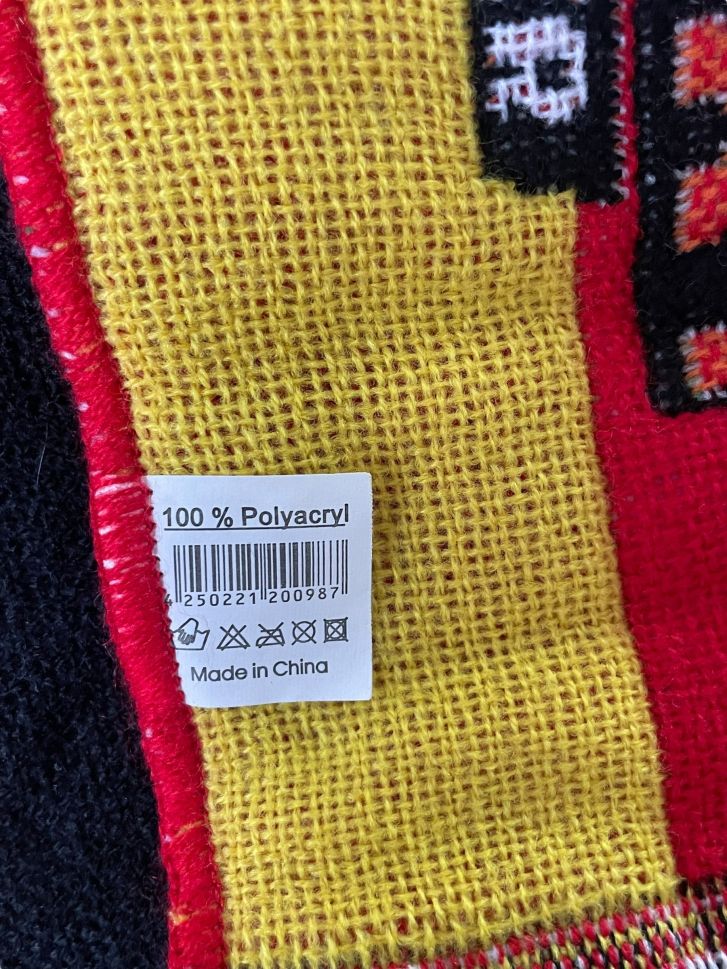 100 % Polyacryl
4 250221 200987
Made in China